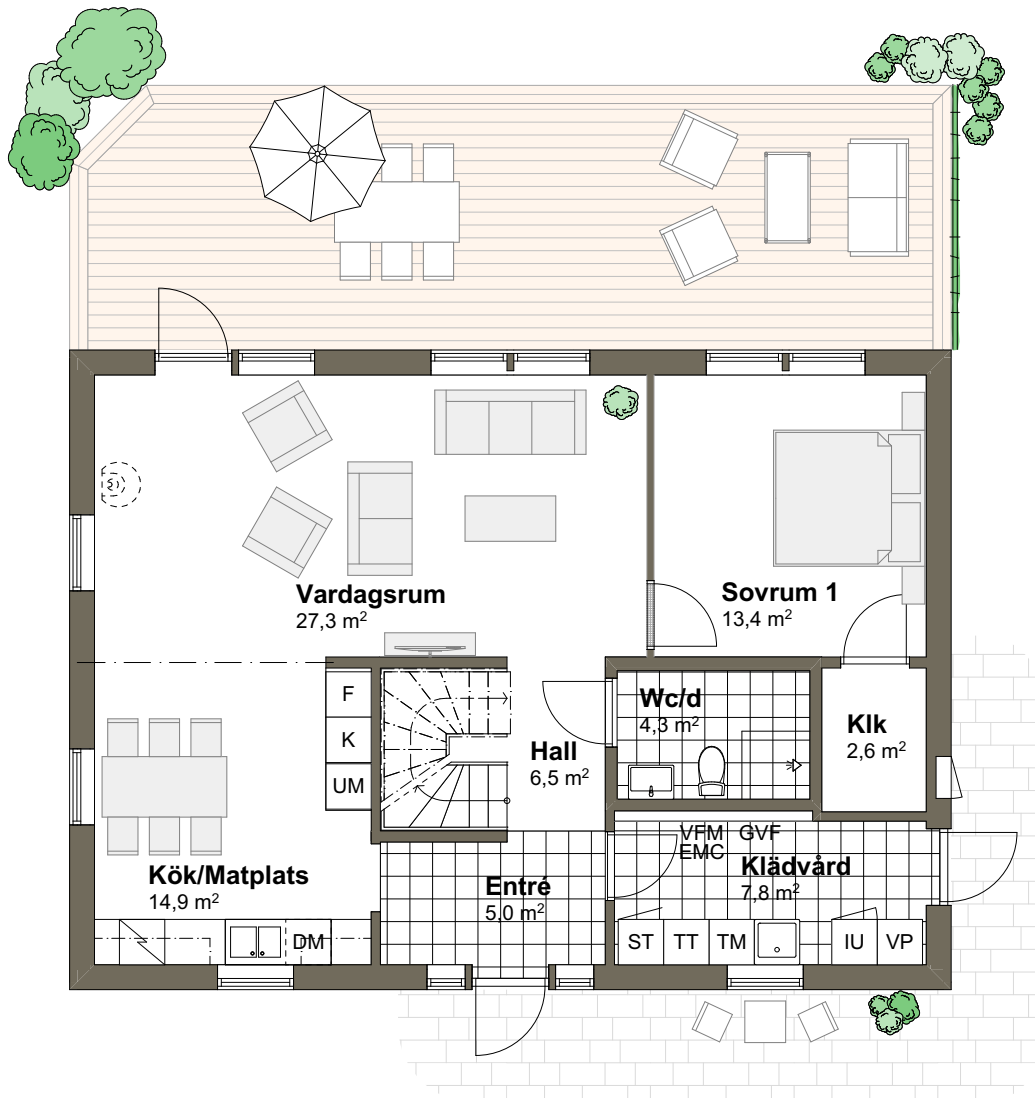 Vardagsrum
27,3 m²
Sovrum 1
13,4 m²
F
K
UM
Hall
6,5 m²
Wc/d
4,3 m²
Klk
2,6 m²
Kök/Matplats
14,9 m²
DM
Entré
5,0 m²
VFM GVF
EMC
Klädvård
7,8 m²
ST TT TM IU VP